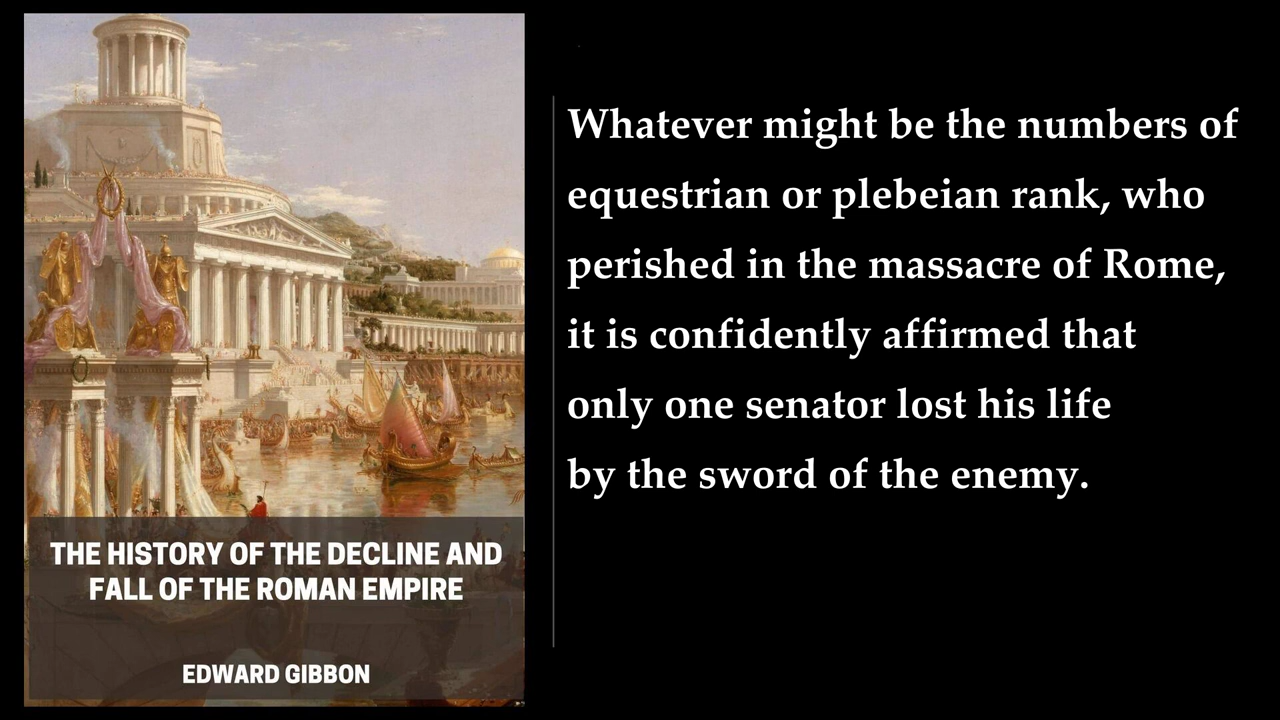 THE HISTORY OF THE DECLINE AND
FALL OF THE ROMAN EMPIRE
EDWARD GIBBON
Whatever might be the numbers of
equestrian or plebeian rank, who
perished in the massacre of Rome,
it is confidently affirmed that
only one senator lost his life
by the sword of the enemy.